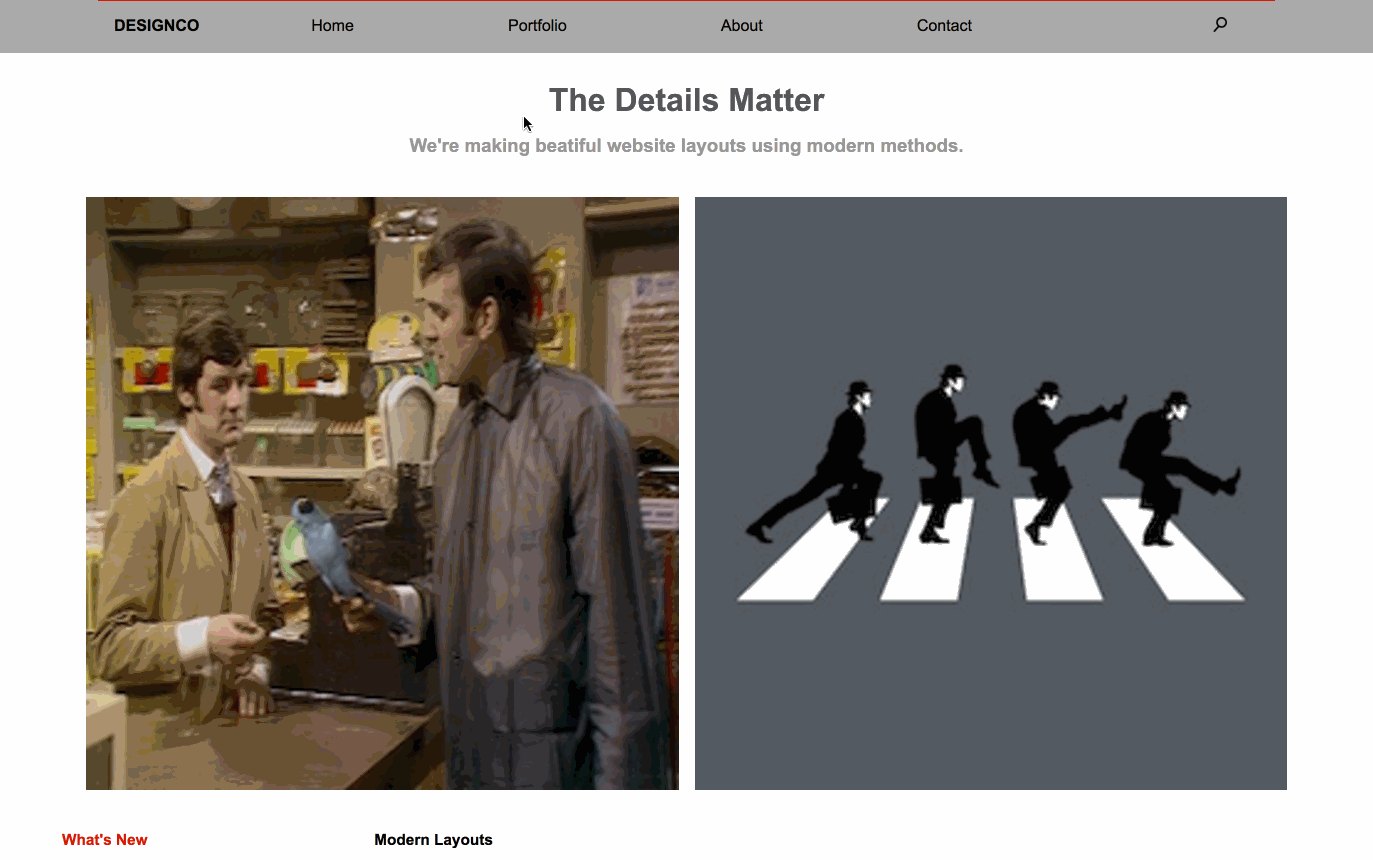 DESIGNCO Home Portfolio About Contact
The Details Matter
We're making beatiful website layouts using modern methods.
What's New Modern Layouts